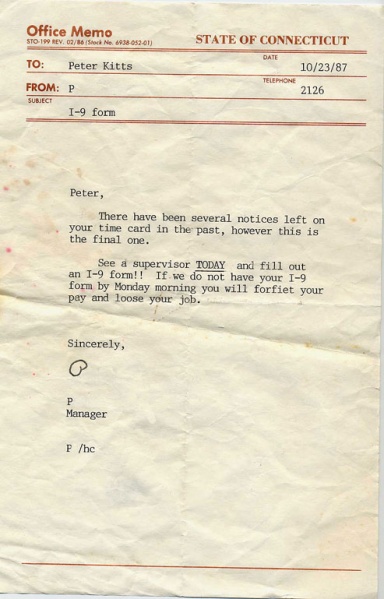 Office Memo
STO-199 REV. 02/86 (Stock No. 6938-052-01)
STATE OF CONNECTICUT
TO: Peter Kitts
DATE
10/23/87
FROM: P
TELEPHONE
2126
SUBJECT
I-9 form
Peter,
There have been several notices left on
your time card in the past, however this is
the final one.
See a supervisor TODAY and fill out
an I-9 form!! If we do not have your I-9
form by Monday morning you will forfiet your
pay and loose your job.
Sincerely,
P
P
Manager
P /hc